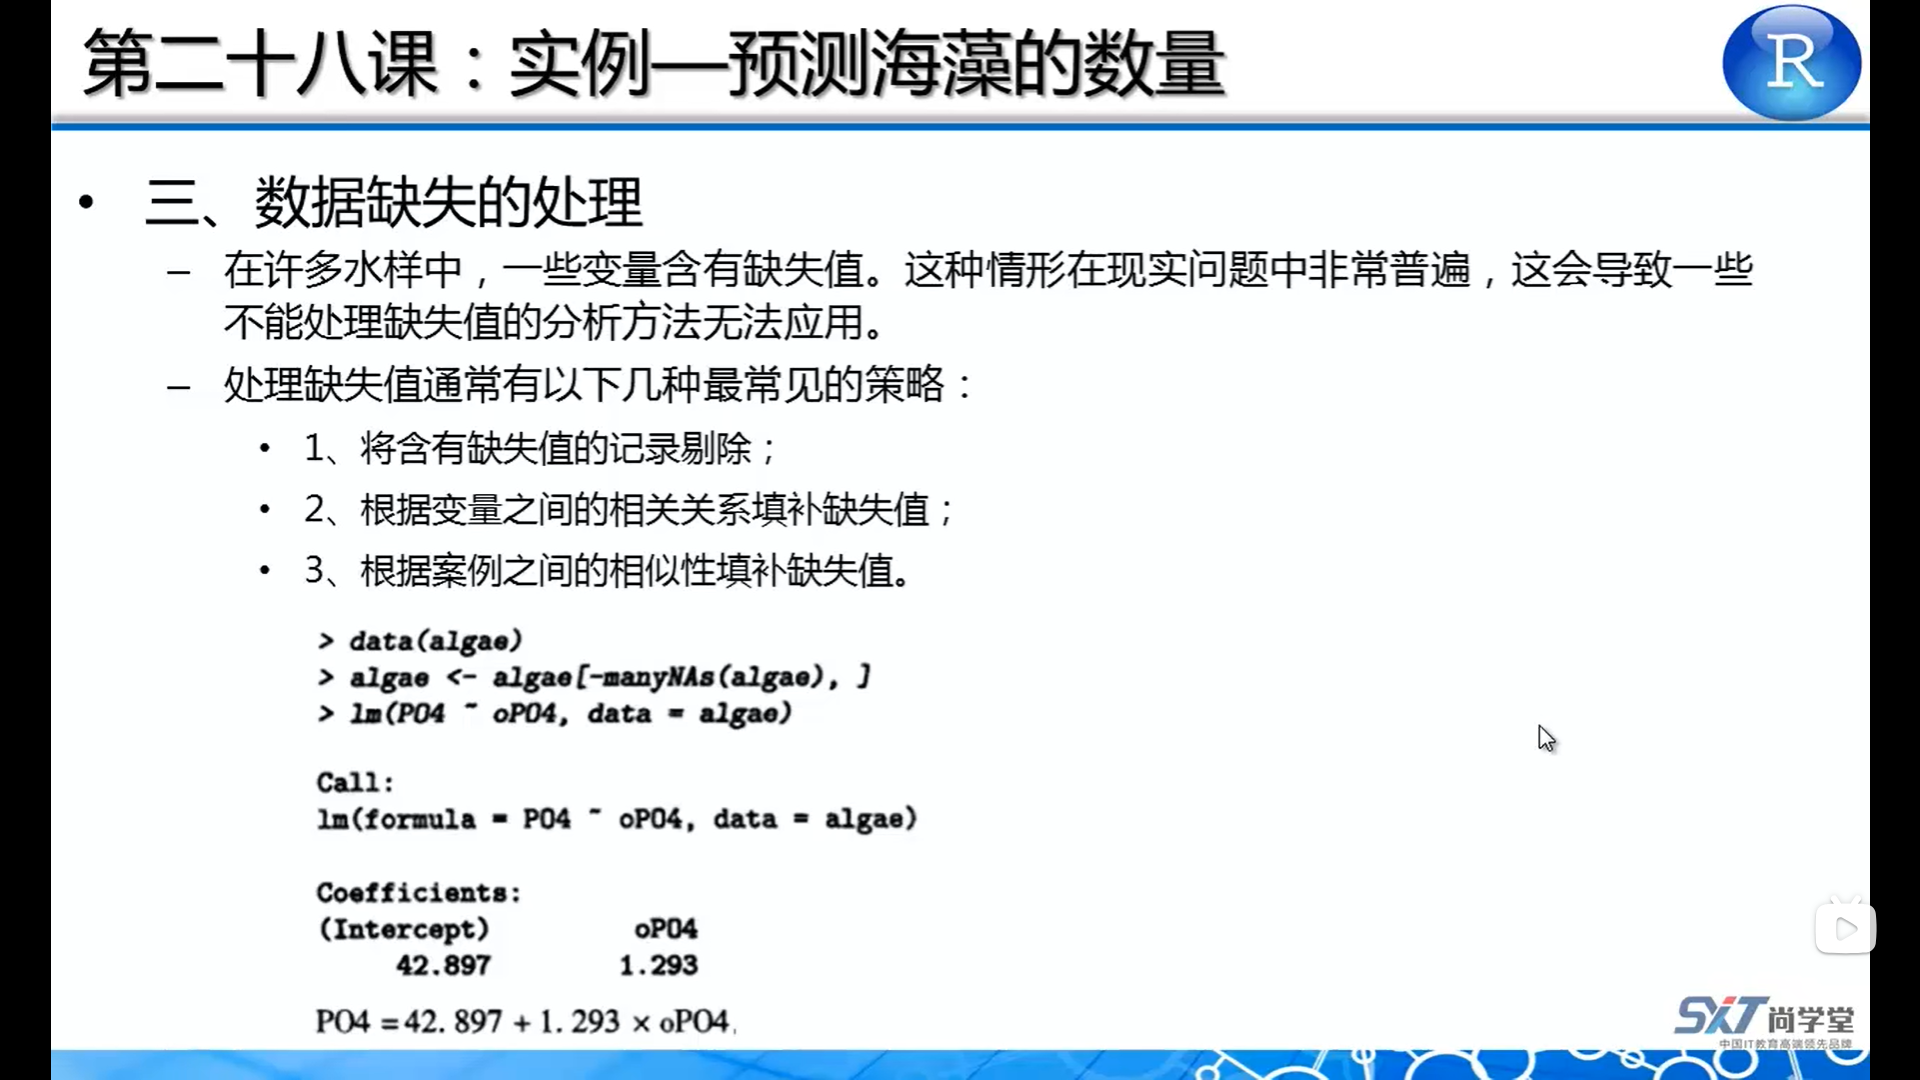 第二十八课：实例—预测海藻的数量
R
• 三、数据缺失的处理
– 在许多水样中，一些变量含有缺失值。这种情形在现实问题中非常普遍，这会导致一些
不能处理缺失值的分析方法无法应用。
– 处理缺失值通常有以下几种最常见的策略：
• 1、将含有缺失值的记录剔除；
• 2、根据变量之间的相关关系填补缺失值；
• 3、根据案例之间的相似性填补缺失值。
> data(algae)
> algae <- algae[-manyNAs(algae), ]
> lm(PO4 ~ oPO4, data = algae)
Call:
lm(formula = PO4 ~ oPO4, data = algae)
Coefficients:
(Intercept) oPO4
42.897 1.293
PO4 = 42. 897 + 1. 293 × oPO4,
SXT 尚学堂
中国IT教育高端领先品牌